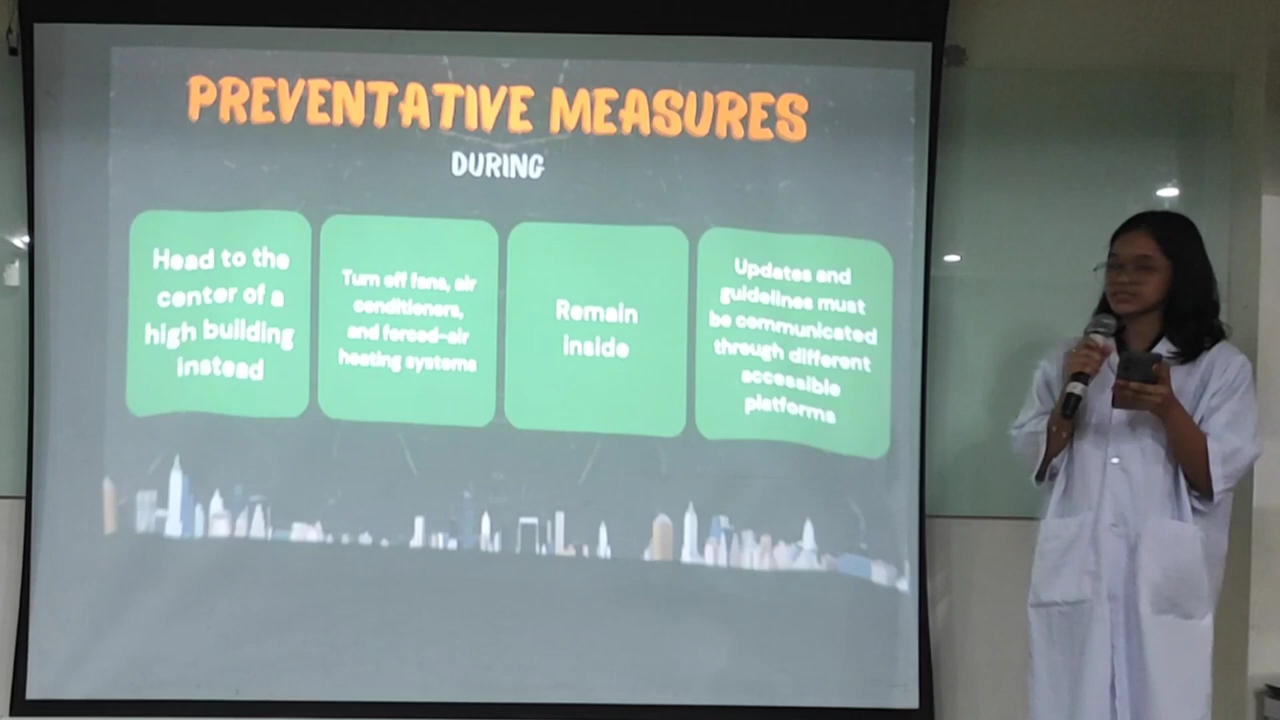 PREVENTATIVE MEASURES
DURING
Head to the
center of a
high building
instead
Turn off fans, air
conditioners,
and forced-air
heating systems
Remain
inside
Updates and
guidelines must
be communicated
through different
accessible
platforms